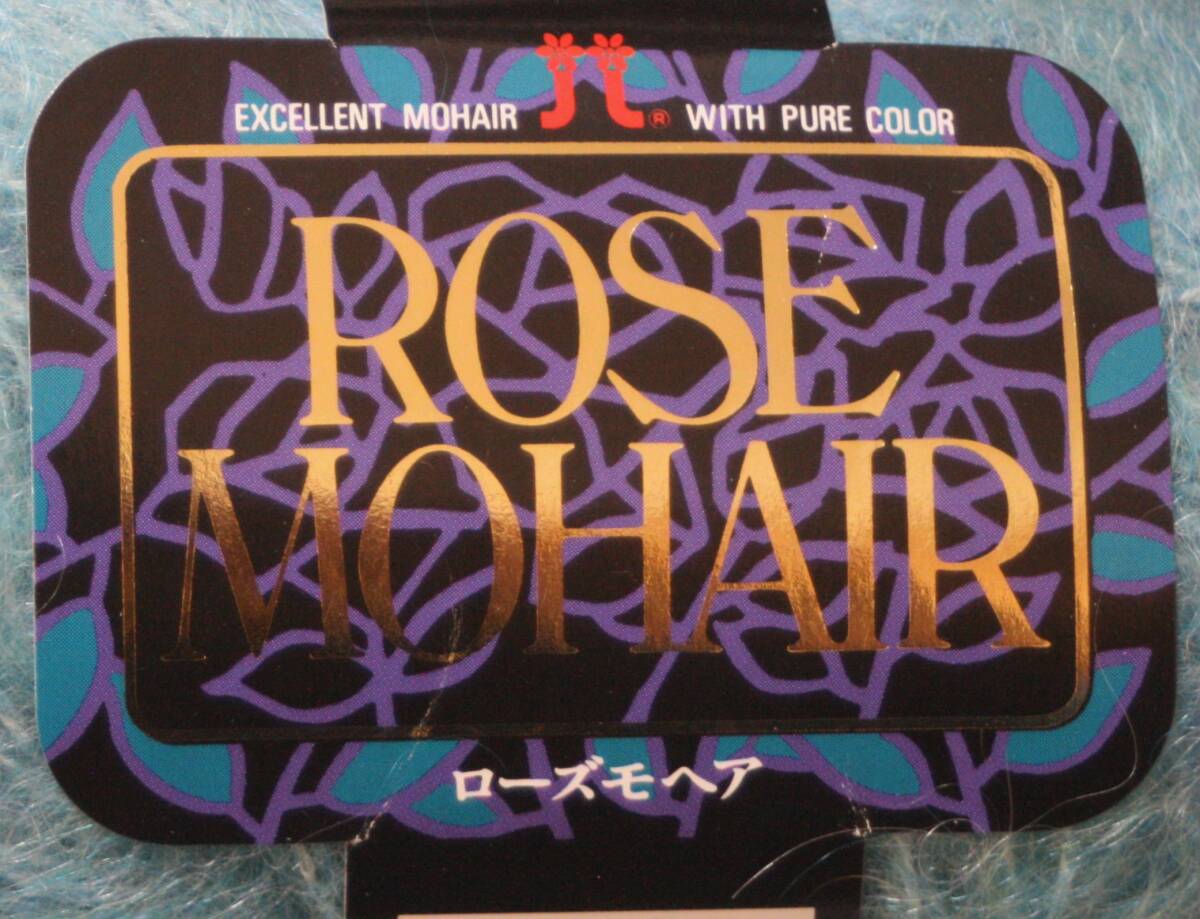 EXCELLENT MOHAIR ® WITH PURE COLOR
ROSE
MOHAIR
ローズモヘア